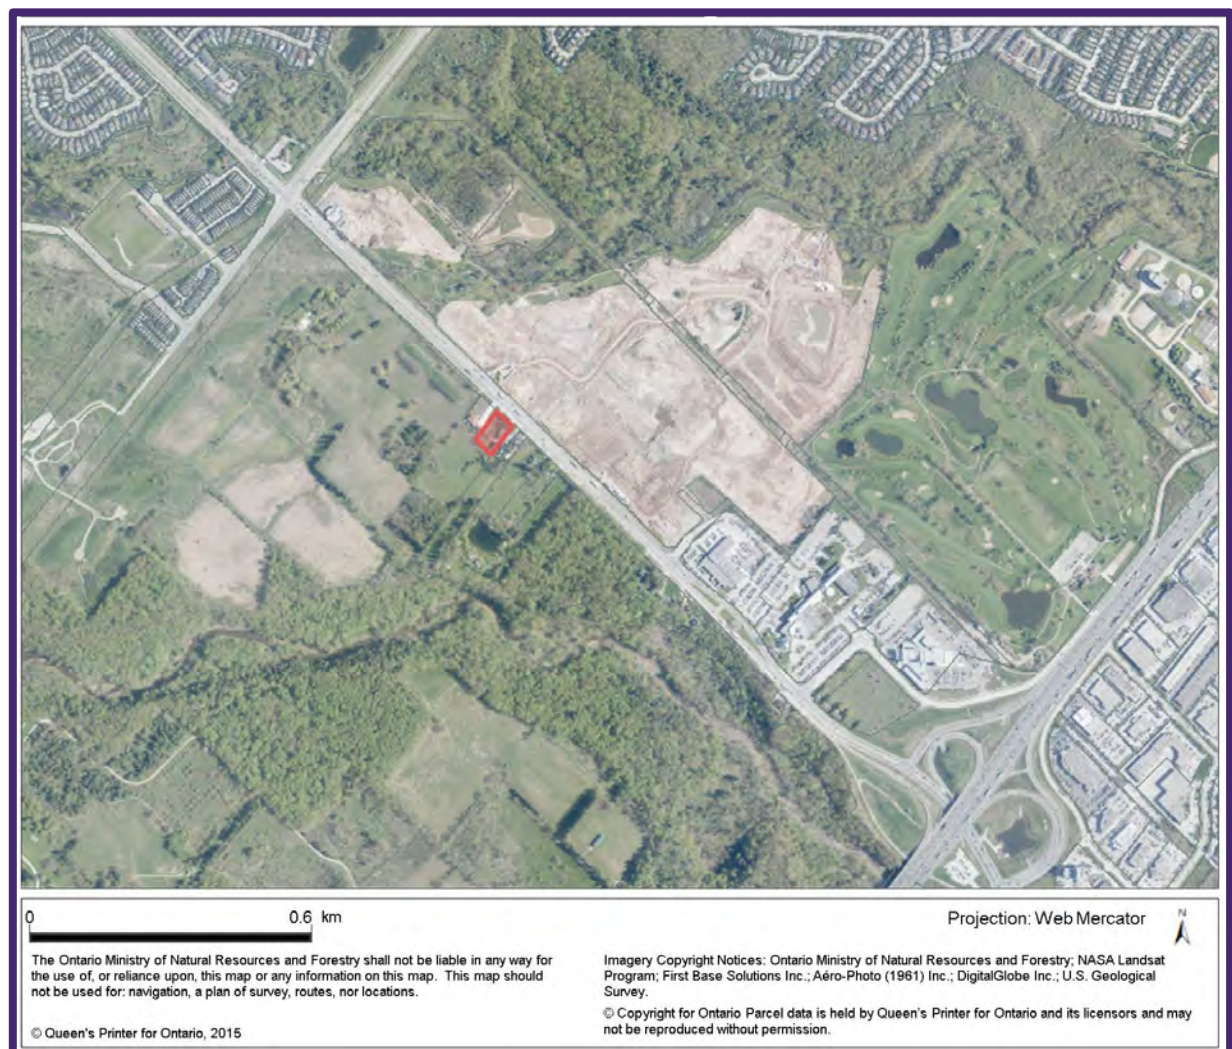 0 0.6 km
Projection: Web Mercator
N
The Ontario Ministry of Natural Resources and Forestry shall not be liable in any way for
the use of, or reliance upon, this map or any information on this map. This map should
not be used for: navigation, a plan of survey, routes, nor locations.
© Queen's Printer for Ontario, 2015
Imagery Copyright Notices: Ontario Ministry of Natural Resources and Forestry; NASA Landsat
Program; First Base Solutions Inc.; Aéro-Photo (1961) Inc.; DigitalGlobe Inc.; U.S. Geological
Survey.
© Copyright for Ontario Parcel data is held by Queen's Printer for Ontario and its licensors and may
not be reproduced without permission.